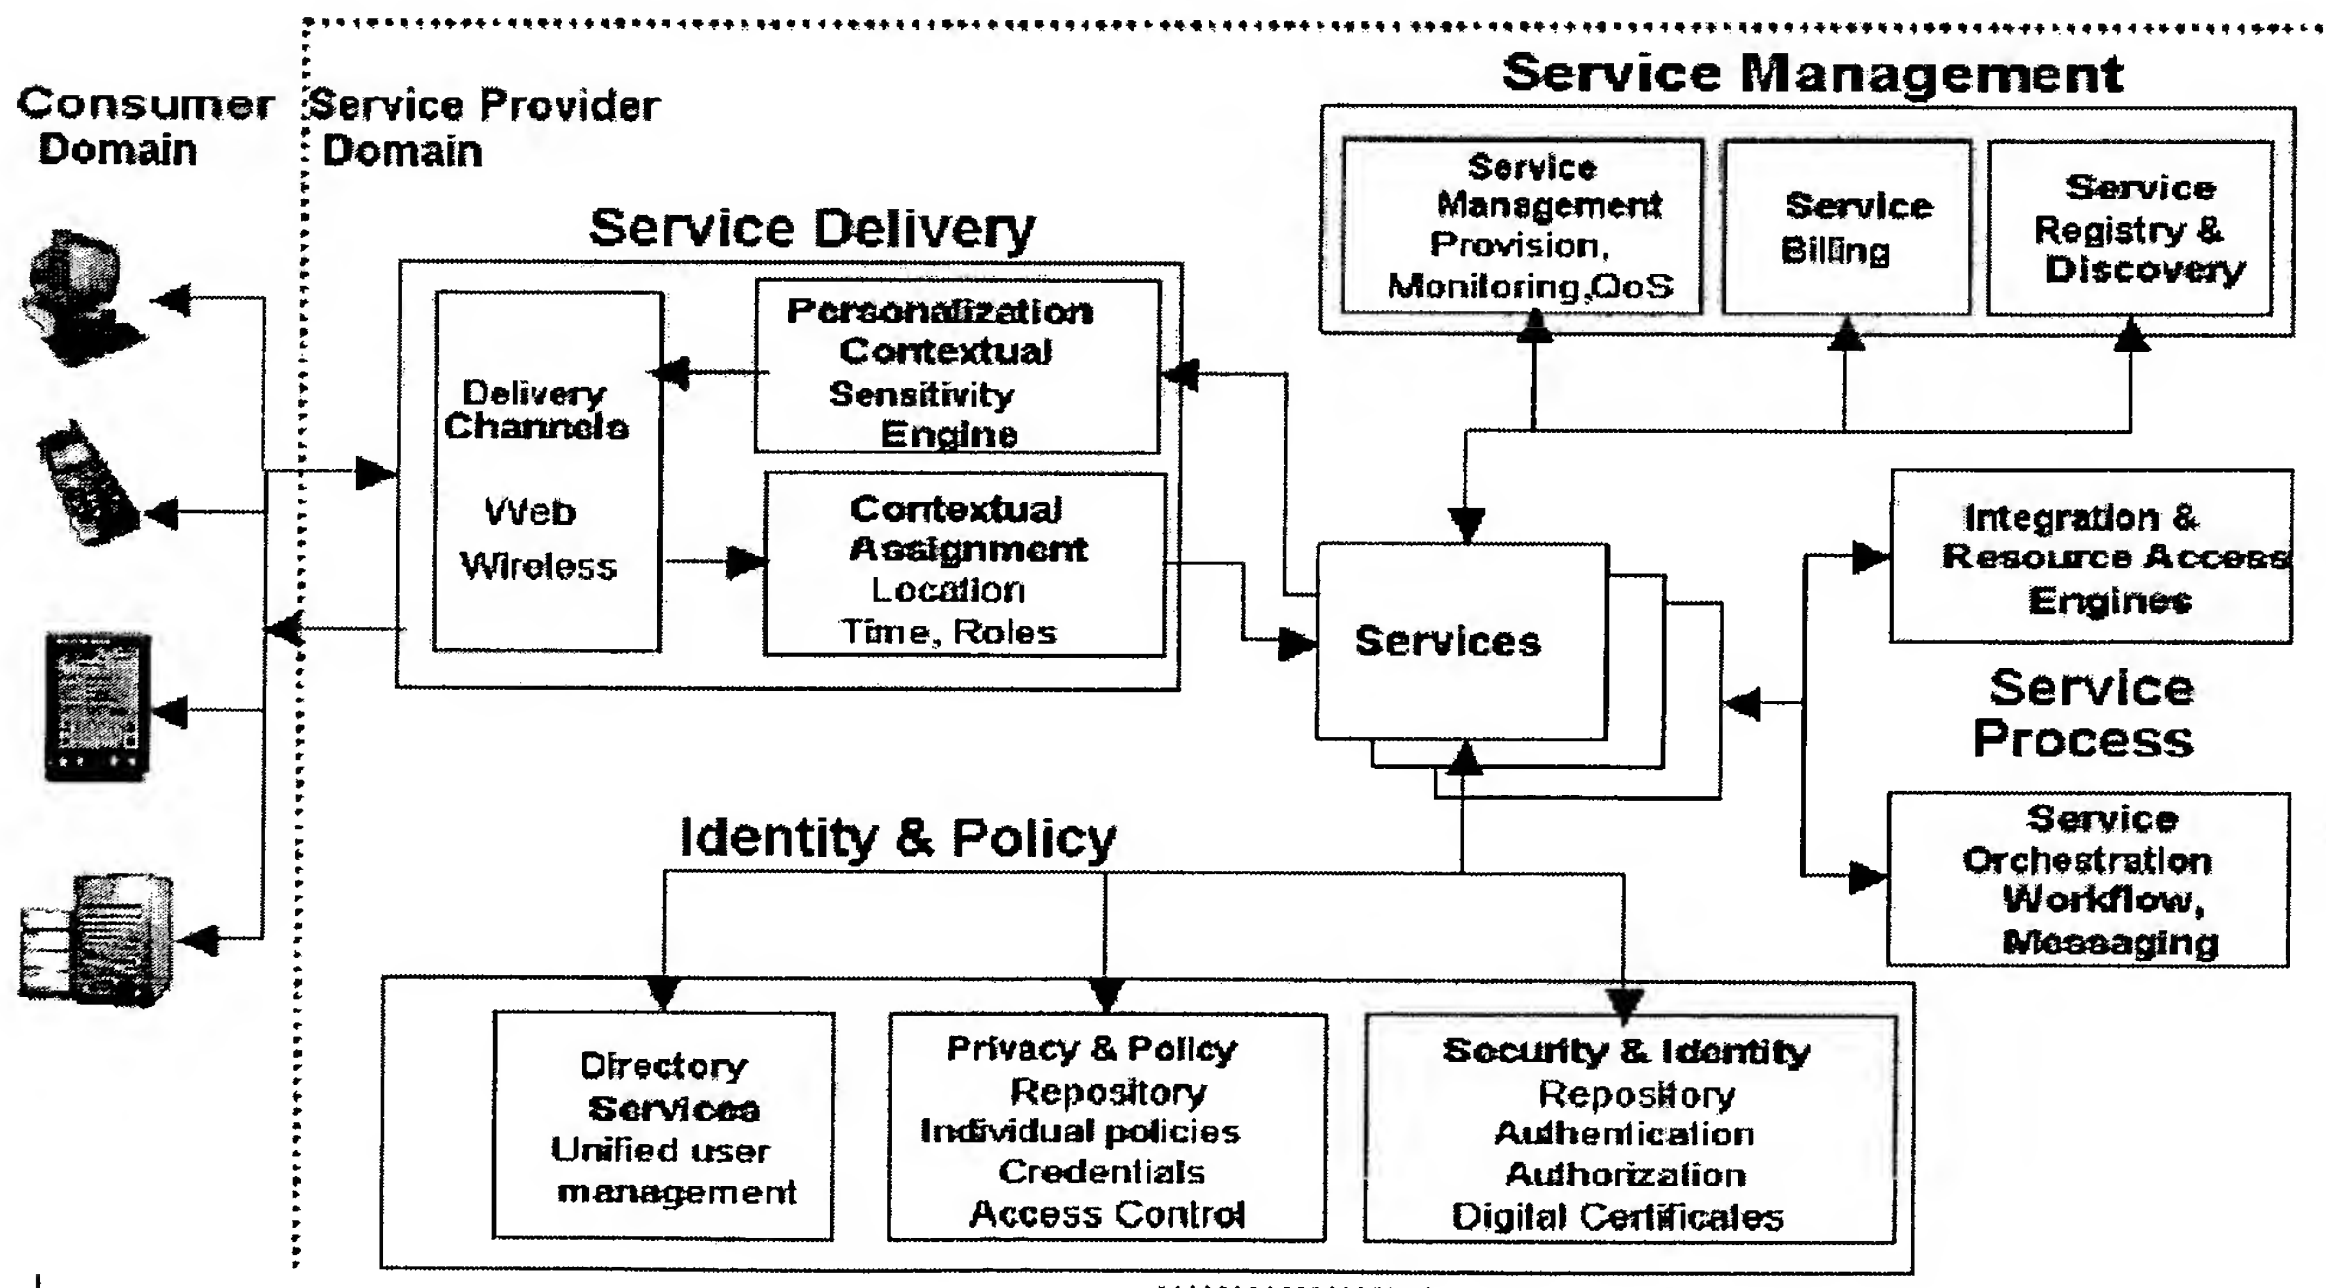 Consumer
Domain
Service Provider
Domain
Service Management
Service
Management
Provision,
Monitoring,QoS
Service
Billing
Service
Registry &
Discovery
Service Delivery
Delivery
Channels
Web
Wireless
Personalization
Contextual
Sensitivity
Engine
Contextual
Assignment
Location
Time, Roles
Services
Integration &
Resource Access
Engines
Service
Process
Service
Orchestration
Workflow,
Messaging
Identity & Policy
Directory
Services
Unified user
management
Privacy & Policy
Repository
Individual policies
Credentials
Access Control
Security & Identity
Repository
Authentication
Authorization
Digital Certificates